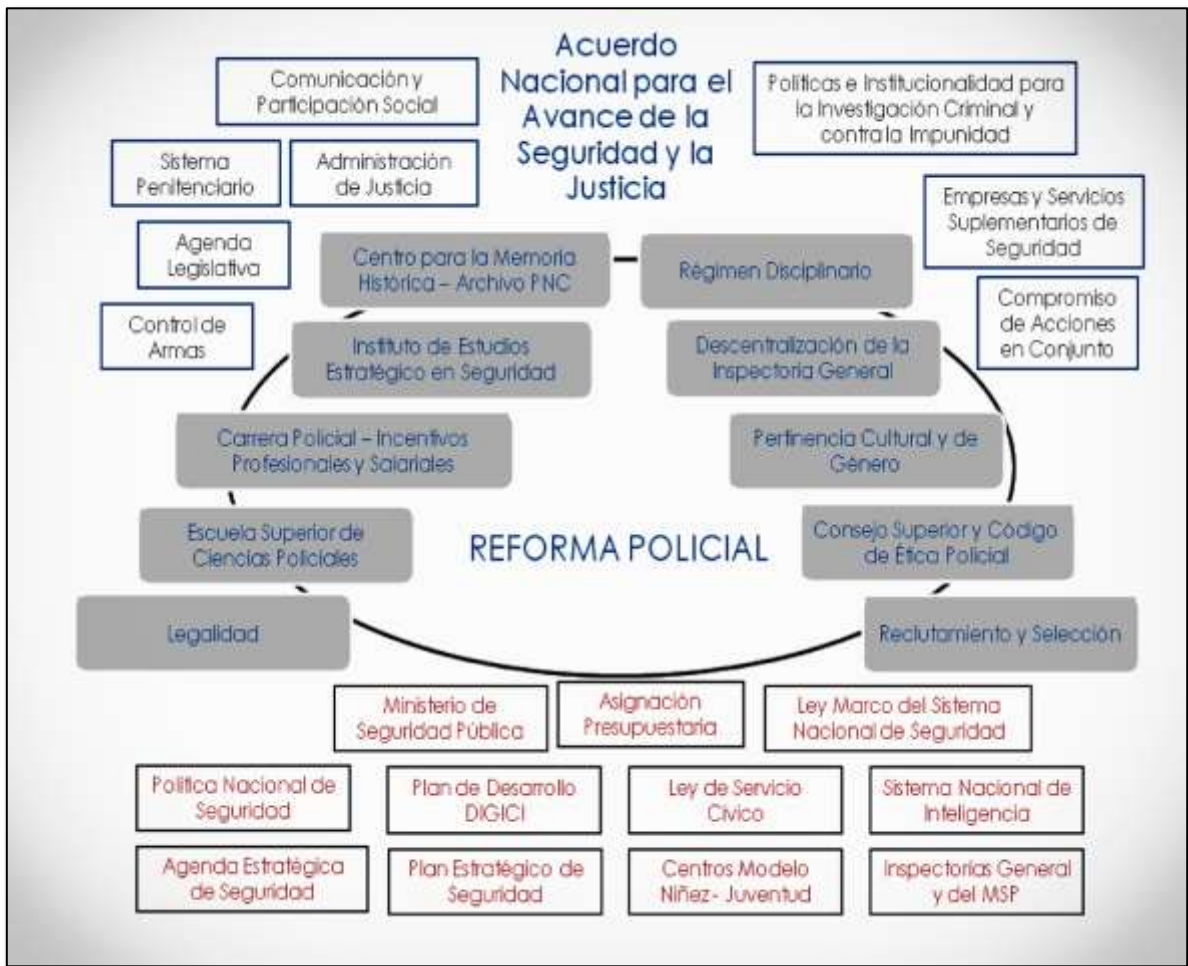 Acuerdo
Nacional para el
Avance de la
Seguridad y la
Justicia
Comunicación y
Participación Social
Políticas e Institucionalidad para
la Investigación Criminal y
contra la Impunidad
Sistema
Penitenciario
Administración
de Justicia
Empresas y Servicios
Suplementarios de
Seguridad
Agenda
Legislativa
Compromiso
de Acciones
en Conjunto
Control de
Armas
Centro para la Memoria
Histórica – Archivo PNC
Régimen Disciplinario
Instituto de Estudios
Estratégico en Seguridad
Descentralización de la
Inspectoría General
Carrera Policial – Incentivos
Profesionales y Salariales
Pertinencia Cultural y de
Género
Escuela Superior de
Ciencias Policiales
REFORMA POLICIAL
Consejo Superior y Código
de Ética Policial
Legalidad
Reclutamiento y Selección
Ministerio de
Seguridad Pública
Asignación
Presupuestaria
Ley Marco del Sistema
Nacional de Seguridad
Política Nacional de
Seguridad
Plan de Desarrollo
DIGICI
Ley de Servicio
Cívico
Sistema Nacional de
Inteligencia
Agenda Estratégica
de Seguridad
Plan Estratégico de
Seguridad
Centros Modelo
Niñez- Juventud
Inspectorías General
y del MSP